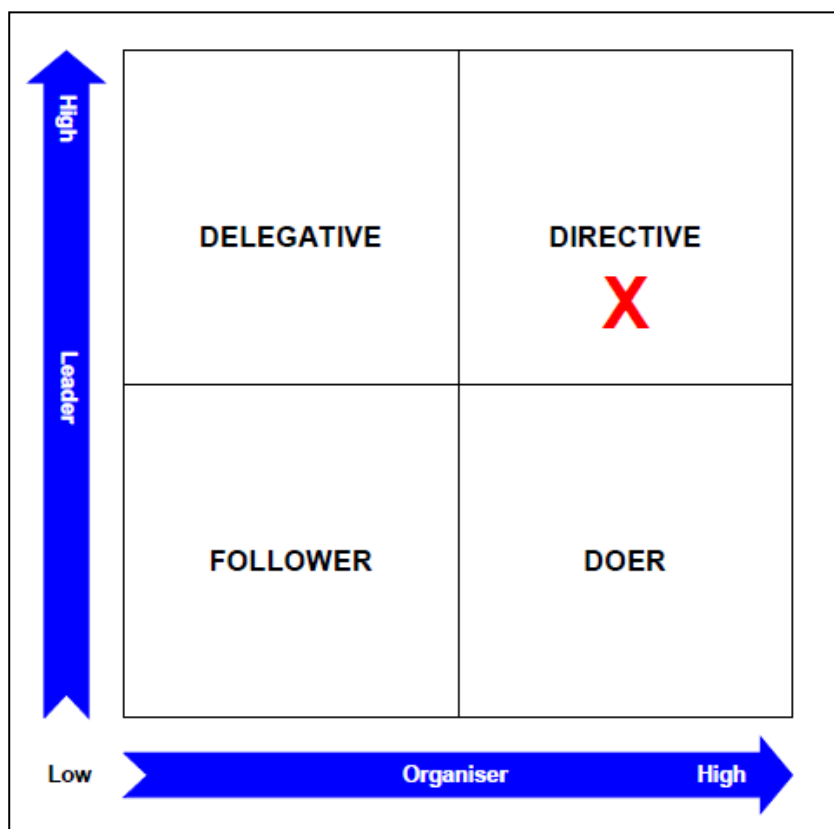 High
Leader
DELEGATIVE
DIRECTIVE
X
FOLLOWER
DOER
Low
Organiser
High